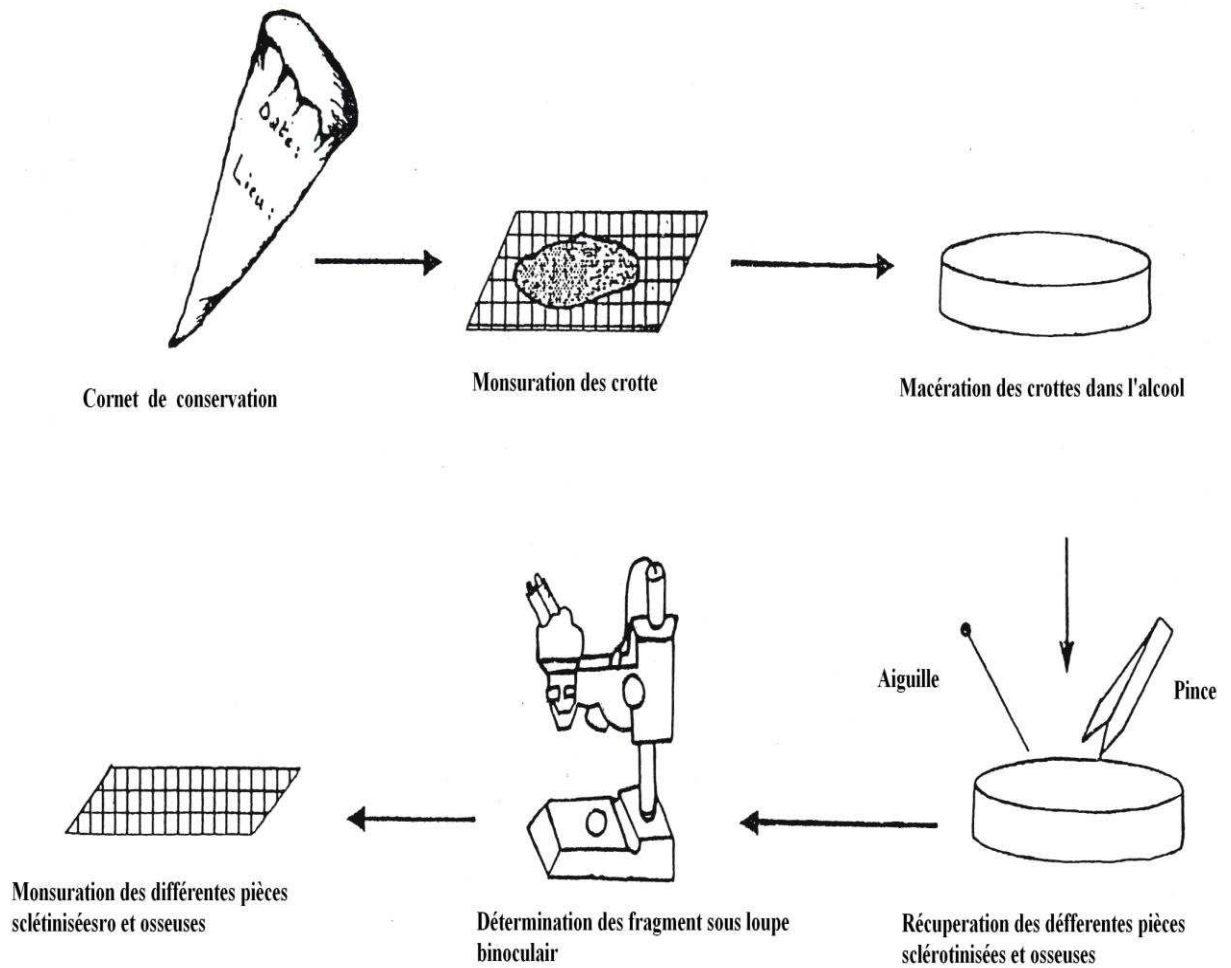 Date:
Lieu:
Cornet de conservation
Monsuration des crotte
Macération des crottes dans l'alcool
Aiguille
Pince
Récuperation des défferentes pièces
sclérotinisées et osseuses
Détermination des fragment sous loupe
binoculair
Monsuration des différentes pièces
sclétiniséesro et osseuses